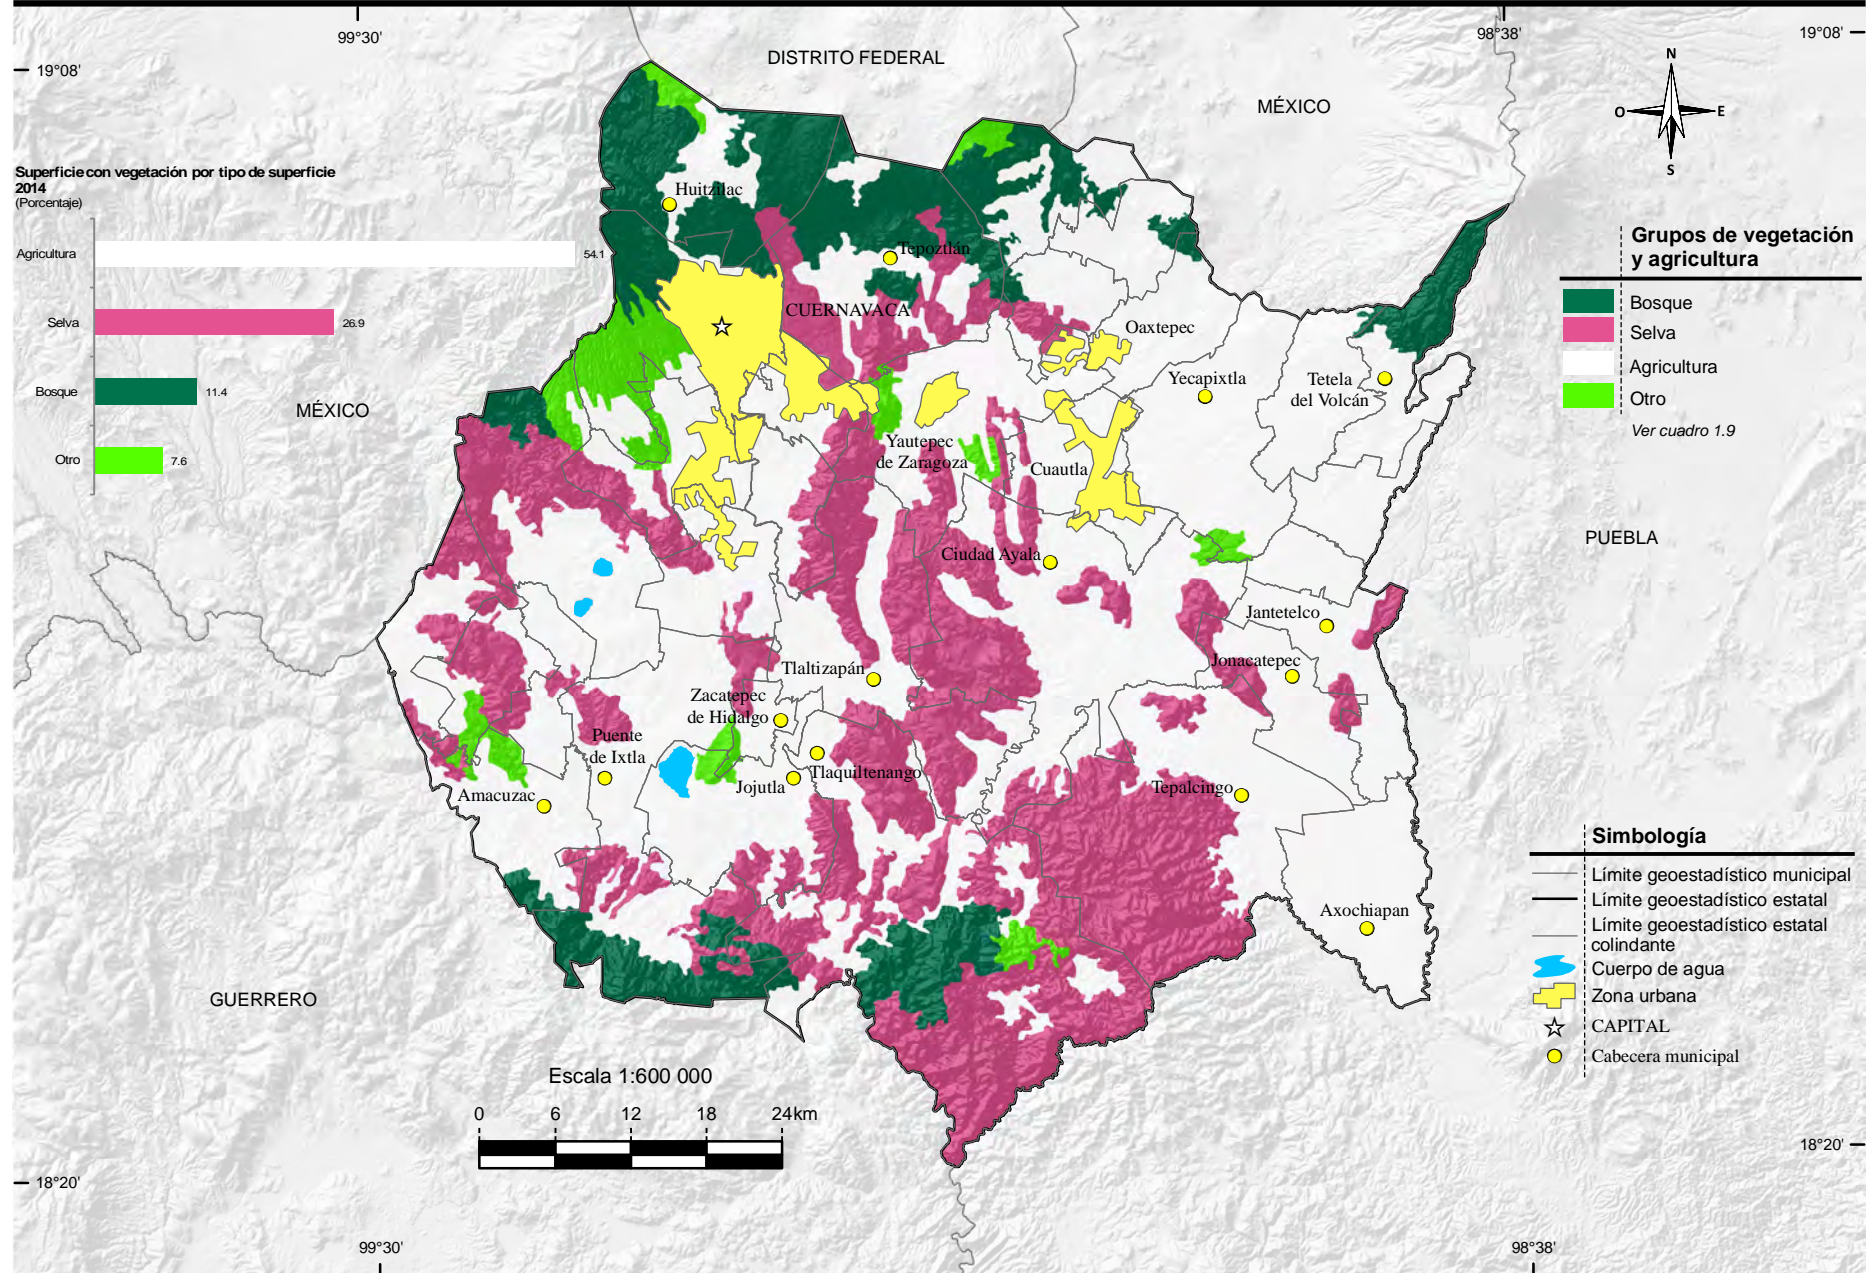 99°30'
98°38'
19°08'
19°08'
DISTRITO FEDERAL
MÉXICO
N
O
E
S
Superficie con vegetación por tipo de superficie
2014
(Porcentaje)
Agricultura
54.1
Selva
26.9
Bosque
11.4
Otro
7.6
MÉXICO
Huitzilac
Tepoztlán
CUERNAVACA
Oaxtepec
Yecapixtla
Tetela
del Volcán
Yautepec
de Zaragoza
Cuautla
Ciudad Ayala
Jantetelco
Jonacatepec
Tlaltizapán
Zacatepec
de Hidalgo
Puente
de Ixtla
Tlaquiltenango
Jojutla
Amacuzac
Tepalcingo
Axochiapan
PUEBLA
GUERRERO
Grupos de vegetación
y agricultura
Bosque
Selva
Agricultura
Otro
Ver cuadro 1.9
Simbología
Límite geoestadístico municipal
Límite geoestadístico estatal
Límite geoestadístico estatal
colindante
Cuerpo de agua
Zona urbana
CAPITAL
Cabecera municipal
Escala 1:600 000
0 6 12 18 24km
18°20'
18°20'
99°30'
98°38'